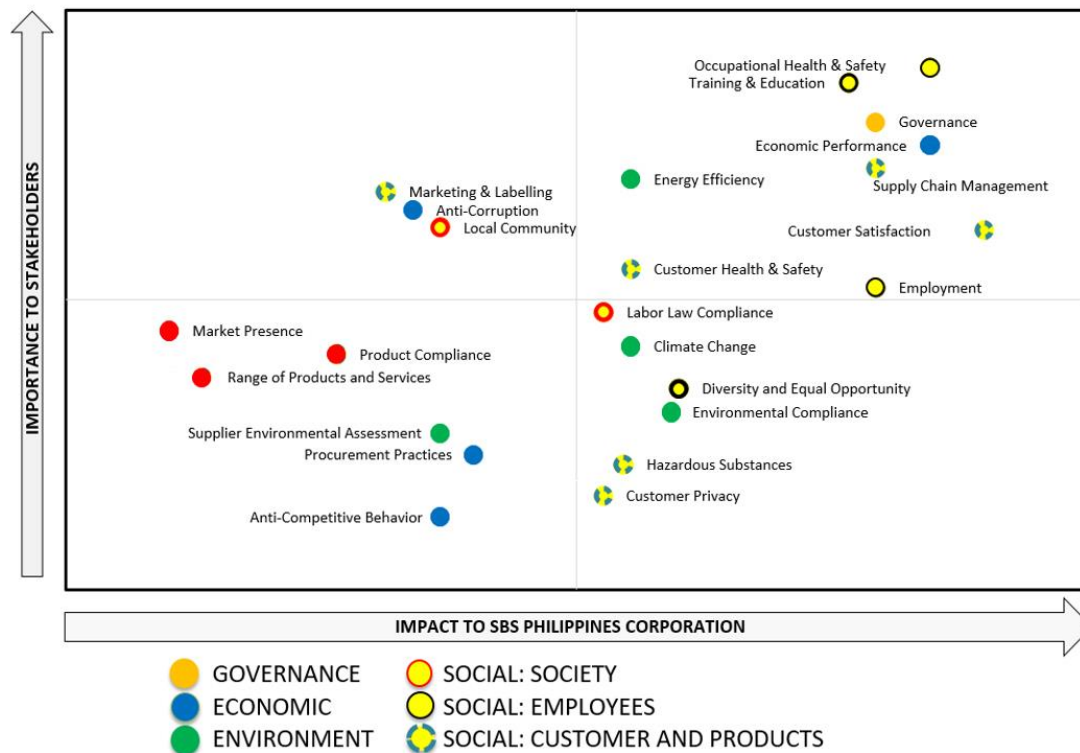 IMPORTANCE TO STAKEHOLDERS
Occupational Health & Safety
Training & Education
Governance
Economic Performance
Supply Chain Management
Energy Efficiency
Marketing & Labelling
Anti-Corruption
Local Community
Customer Satisfaction
Customer Health & Safety
Employment
Labor Law Compliance
Market Presence
Climate Change
Product Compliance
Range of Products and Services
Diversity and Equal Opportunity
Environmental Compliance
Supplier Environmental Assessment
Procurement Practices
Hazardous Substances
Customer Privacy
Anti-Competitive Behavior
IMPACT TO SBS PHILIPPINES CORPORATION
GOVERNANCE
SOCIAL: SOCIETY
ECONOMIC
SOCIAL: EMPLOYEES
ENVIRONMENT
SOCIAL: CUSTOMER AND PRODUCTS